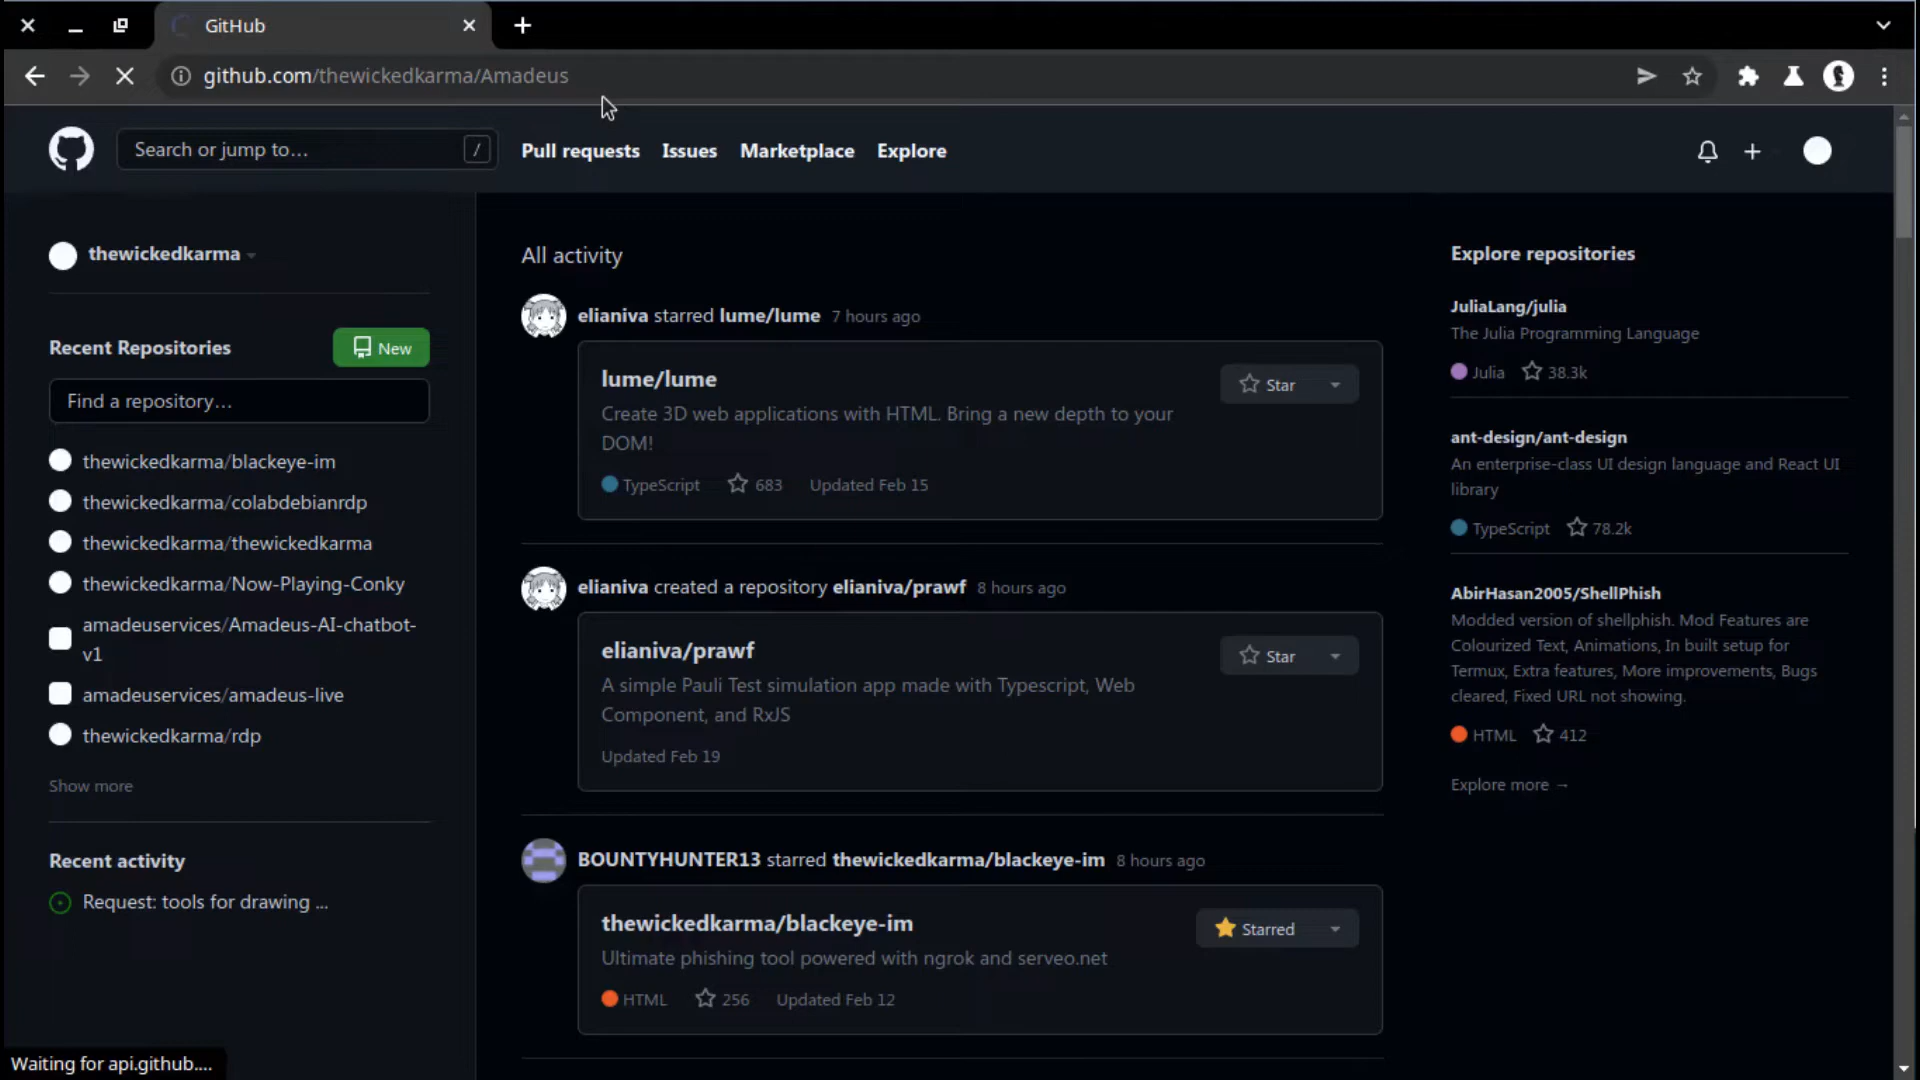 GitHub
github.com/thewickedkarma/Amadeus
Search or jump to... /
Pull requests Issues Marketplace Explore
thewickedkarma
Recent Repositories
New
Find a repository...
thewickedkarma/blackeye-im
thewickedkarma/colabdebianrdp
thewickedkarma/thewickedkarma
thewickedkarma/Now-Playing-Conky
amadeuservices/Amadeus-AI-chatbot-
v1
amadeuservices/amadeus-live
thewickedkarma/rdp
Show more
Recent activity
Request: tools for drawing ...
All activity
elianiva starred lume/lume 7 hours ago
lume/lume
Star
Create 3D web applications with HTML. Bring a new depth to your
DOM!
TypeScript 683 Updated Feb 15
elianiva created a repository elianiva/prawf 8 hours ago
elianiva/prawf
Star
A simple Pauli Test simulation app made with Typescript, Web
Component, and RxJS
Updated Feb 19
BOUNTYHUNTER13 starred thewickedkarma/blackeye-im 8 hours ago
thewickedkarma/blackeye-im
Starred
Ultimate phishing tool powered with ngrok and serveo.net
HTML 256 Updated Feb 12
Explore repositories
JuliaLang/julia
The Julia Programming Language
Julia 38.3k
ant-design/ant-design
An enterprise-class UI design language and React UI
library
TypeScript 78.2k
AbirHasan2005/ShellPhish
Modded version of shellphish. Mod Features are
Colourized Text, Animations, In built setup for
Termux, Extra features, More improvements, Bugs
cleared, Fixed URL not showing.
HTML 412
Explore more →
Waiting for api.github....